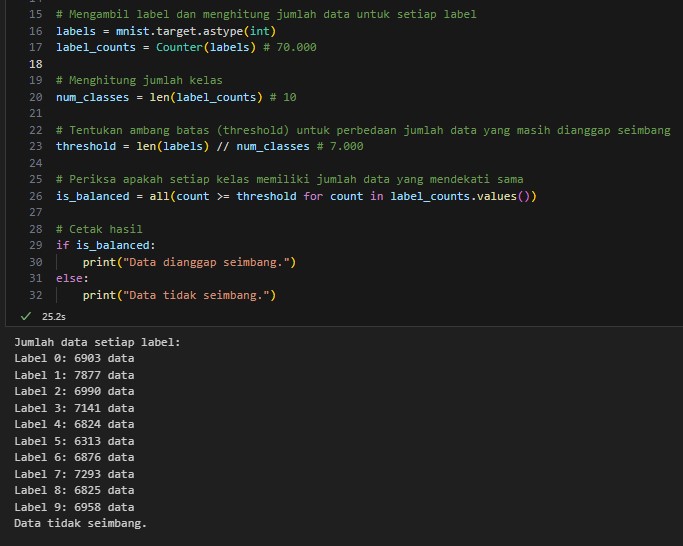 15 # Mengambil label dan menghitung jumlah data untuk setiap label
16 labels = mnist.target.astype(int)
17 label_counts = Counter(labels) # 70.000
18
19 # Menghitung jumlah kelas
20 num_classes = len(label_counts) # 10
21
22 # Tentukan ambang batas (threshold) untuk perbedaan jumlah data yang masih dianggap seimbang
23 threshold = len(labels) // num_classes # 7.000
24
25 # Periksa apakah setiap kelas memiliki jumlah data yang mendekati sama
26 is_balanced = all(count >= threshold for count in label_counts.values())
27
28 # Cetak hasil
29 if is_balanced:
30     print("Data dianggap seimbang.")
31 else:
32     print("Data tidak seimbang.")
25.2s
Jumlah data setiap label:
Label 0: 6903 data
Label 1: 7877 data
Label 2: 6990 data
Label 3: 7141 data
Label 4: 6824 data
Label 5: 6313 data
Label 6: 6876 data
Label 7: 7293 data
Label 8: 6825 data
Label 9: 6958 data
Data tidak seimbang.